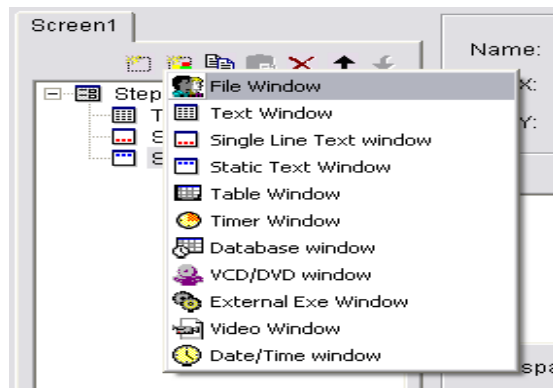 Screen1
Name:
X:
Step
File Window
T
Text Window
Y:
S
Single Line Text window
S
Static Text Window
Table Window
Timer Window
Database window
VCD/DVD window
External Exe Window
Video Window
Date/Time window
spa